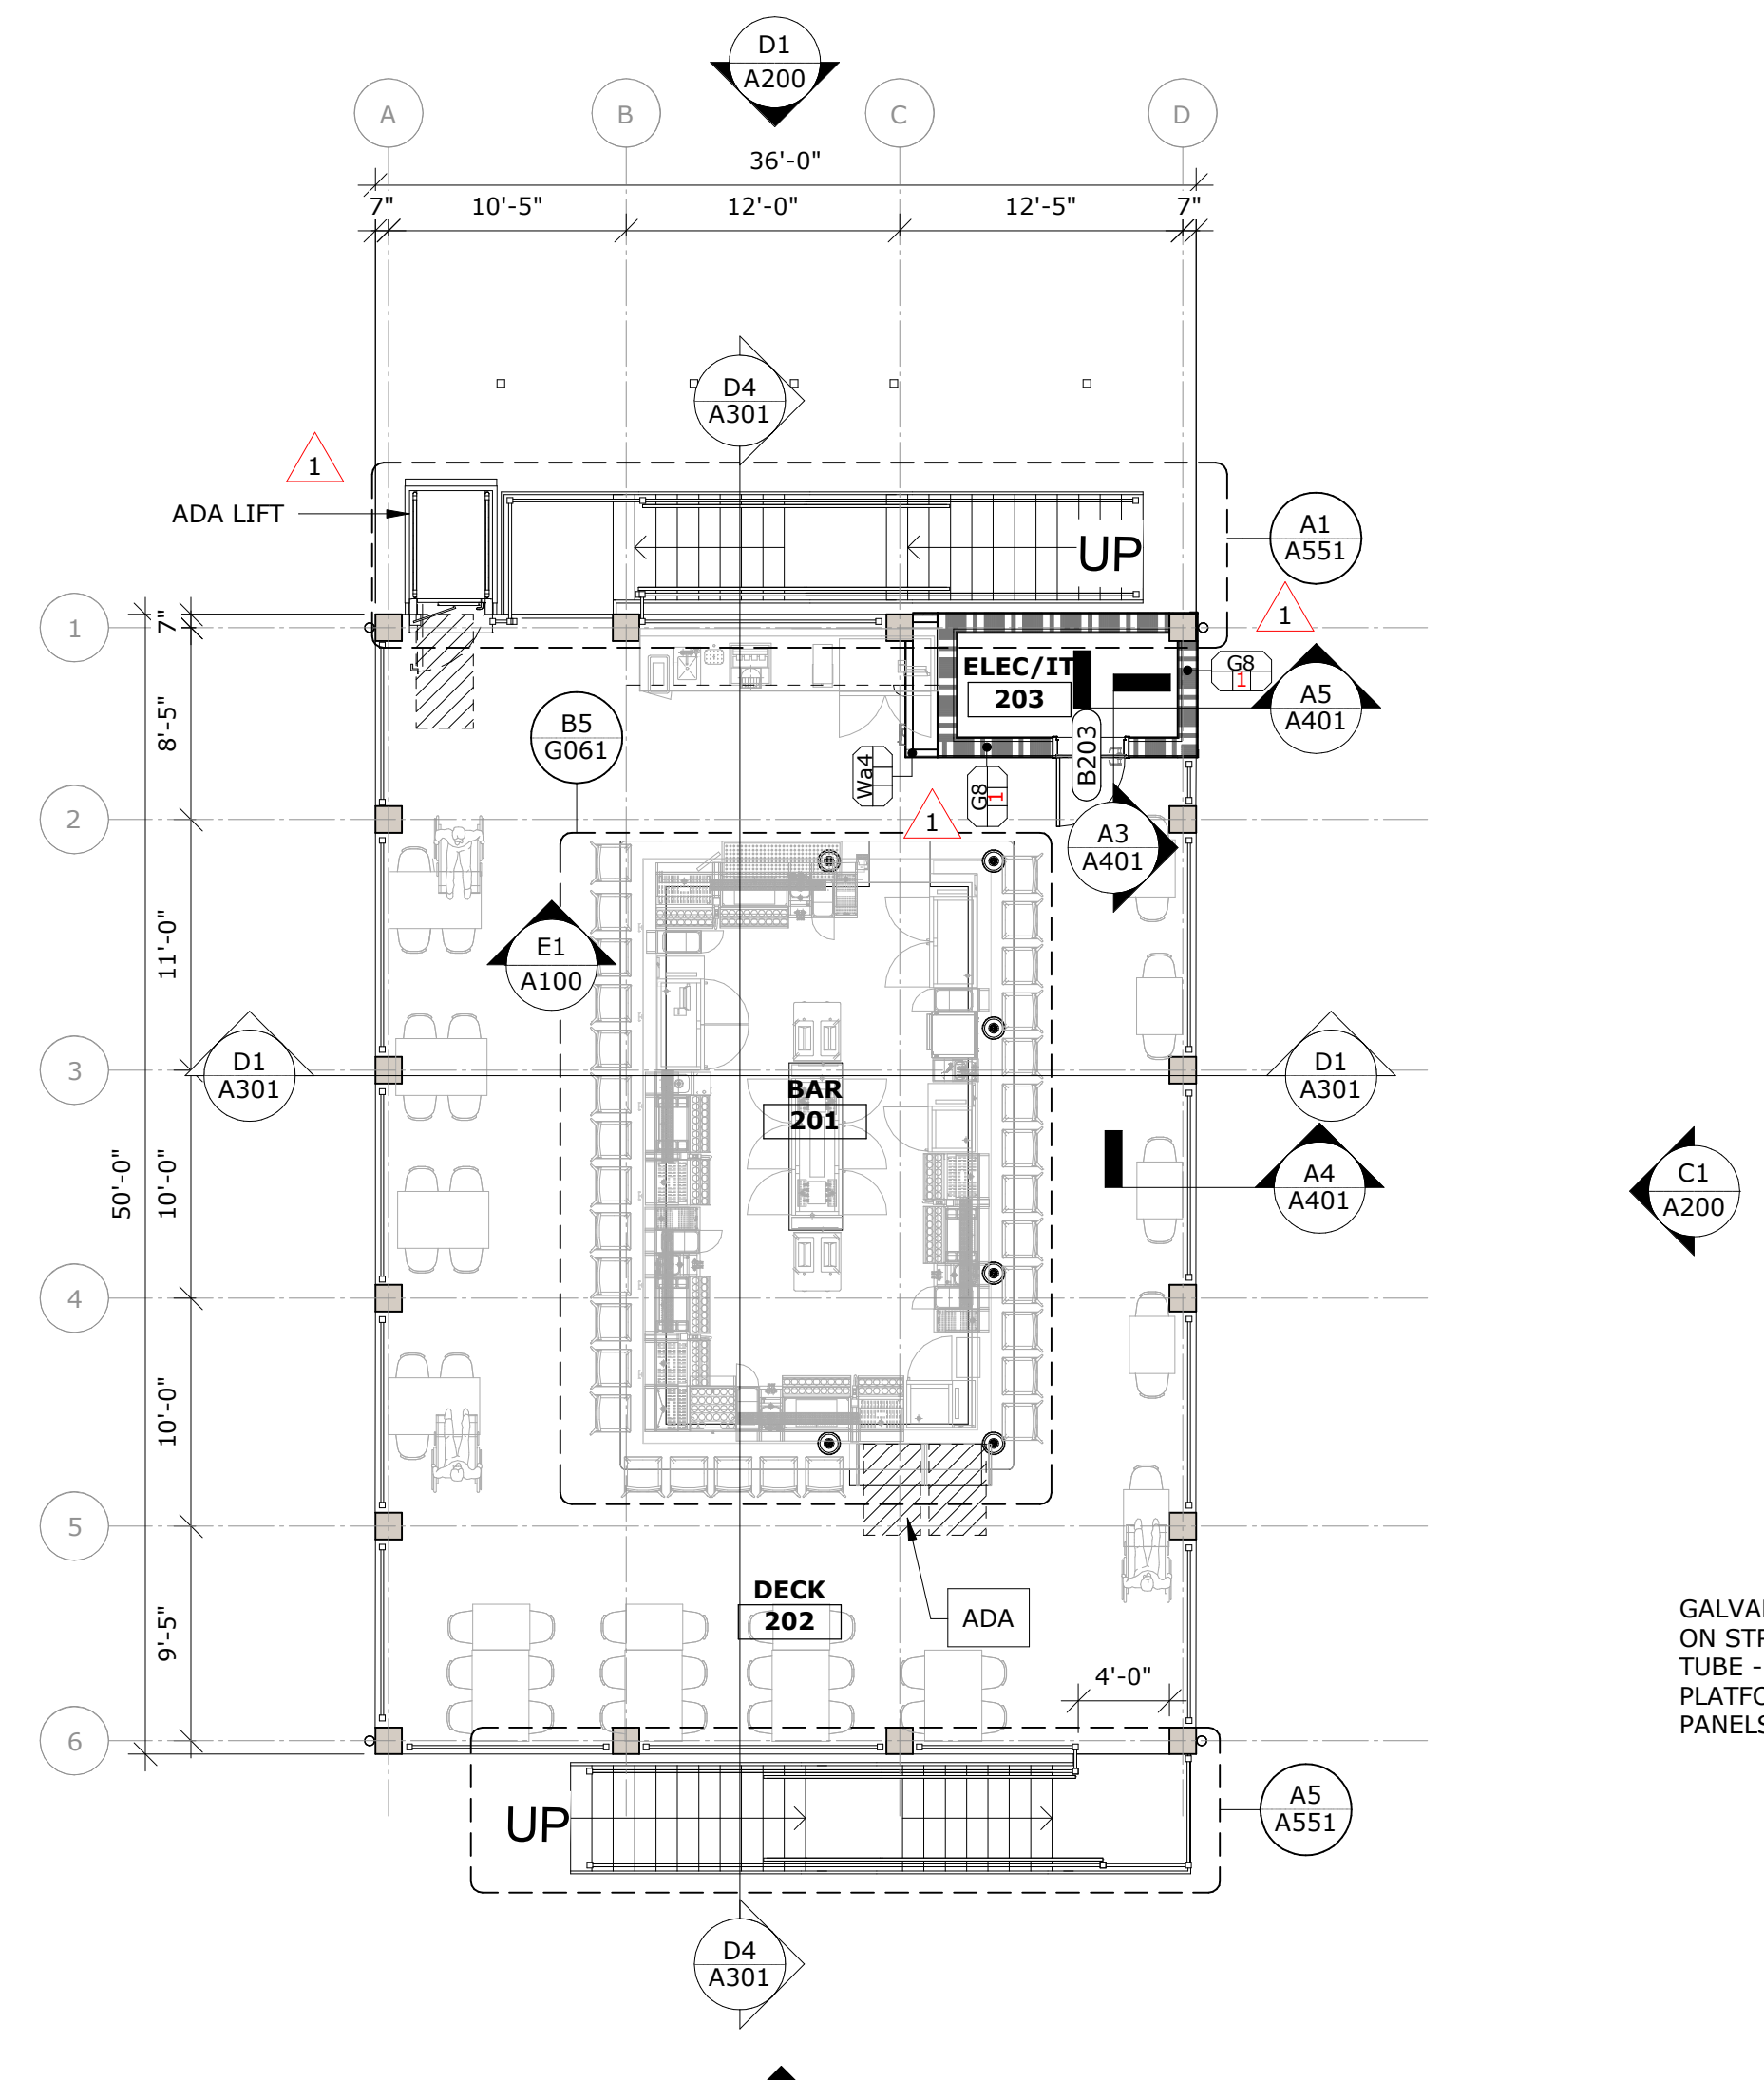 D1
A200
A
B
C
D
36'-0"
7"
10'-5"
12'-0"
12'-5"
7"
D4
A301
1
ADA LIFT
A1
A551
UP
1
7"
1
ELEC/IT
203
G8
1
A5
A401
B5
G061
8'-5"
B203
Wa4
G8
1
2
1
A3
A401
11'-0"
E1
A100
D1
A301
3
BAR
201
D1
A301
50'-0"
10'-0"
A4
A401
C1
A200
4
10'-0"
5
DECK
202
ADA
9'-5"
4'-0"
ON
TUBE -
6
UP
A5
A551
D4
A301